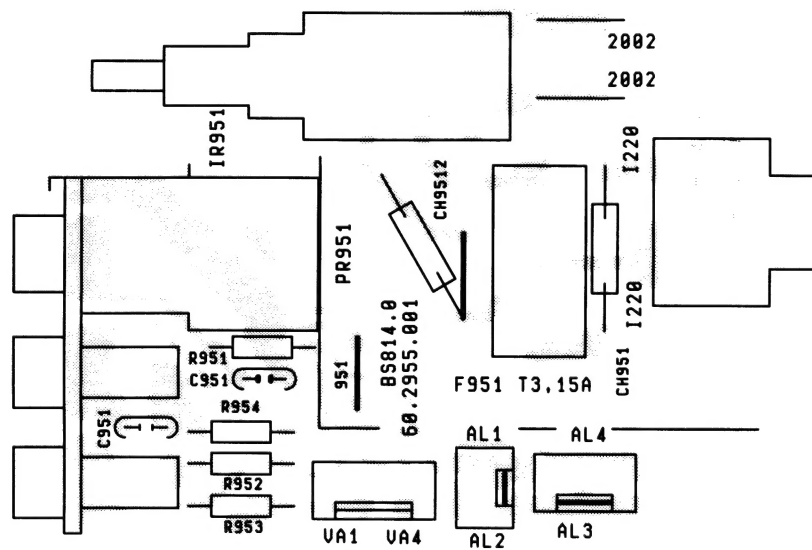 2002
2002
IR951
CH9512
I220
PR951
BS814.0
60.2955.001
I220
R951
951
C951
F951 T3,15A
CH951
R954
C951
AL1
AL4
R952
R953
VA1
VA4
AL2
AL3